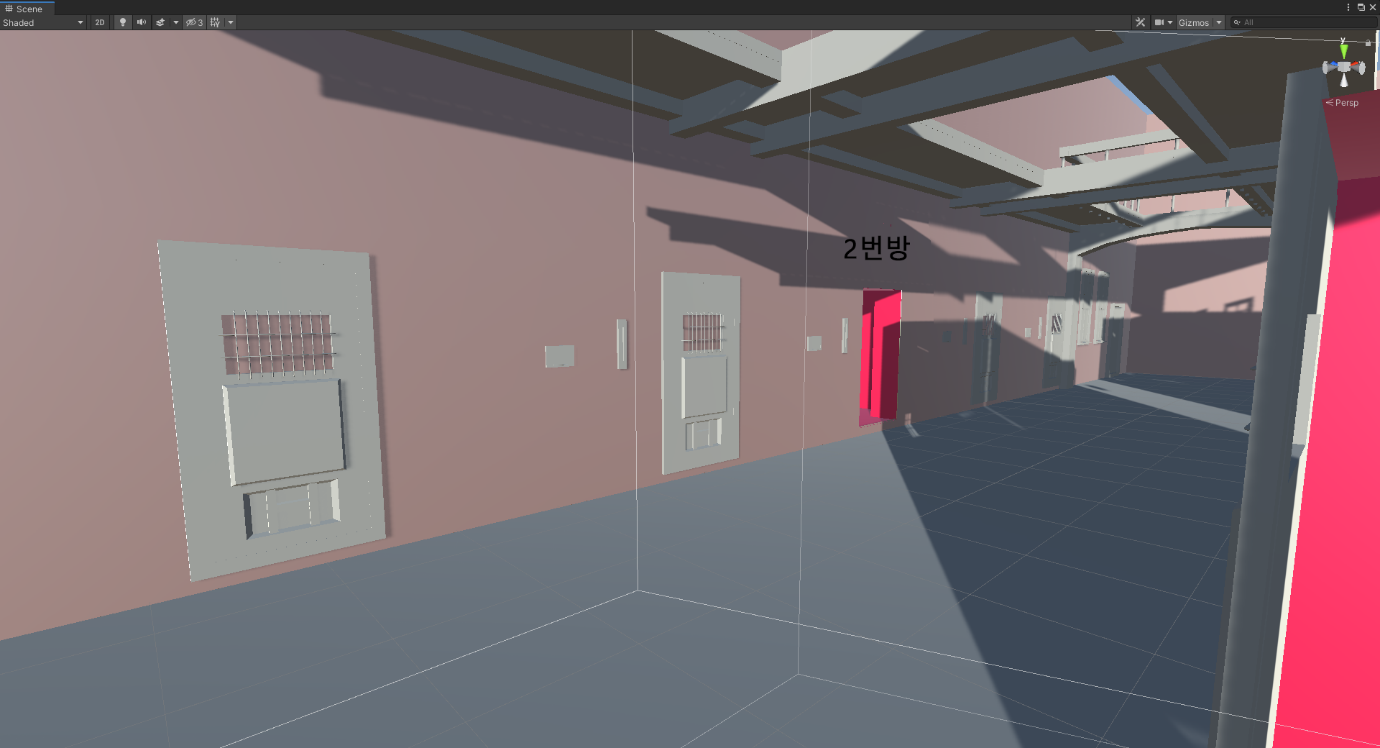 Scene
Shaded 2D 3 Gizmos All
y
Persp
2번방